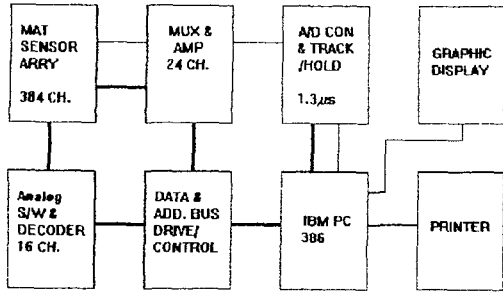 MAT
SENSOR
ARRY
384 CH.
MUX &
AMP
24 CH.
A/D CON
& TRACK
/HOLD
1.3μs
GRAPHIC
DISPLAY
Analog
S/W &
DECODER
16 CH.
DATA &
ADD. BUS
DRIVE/
CONTROL
IBM PC
386
PRINTER